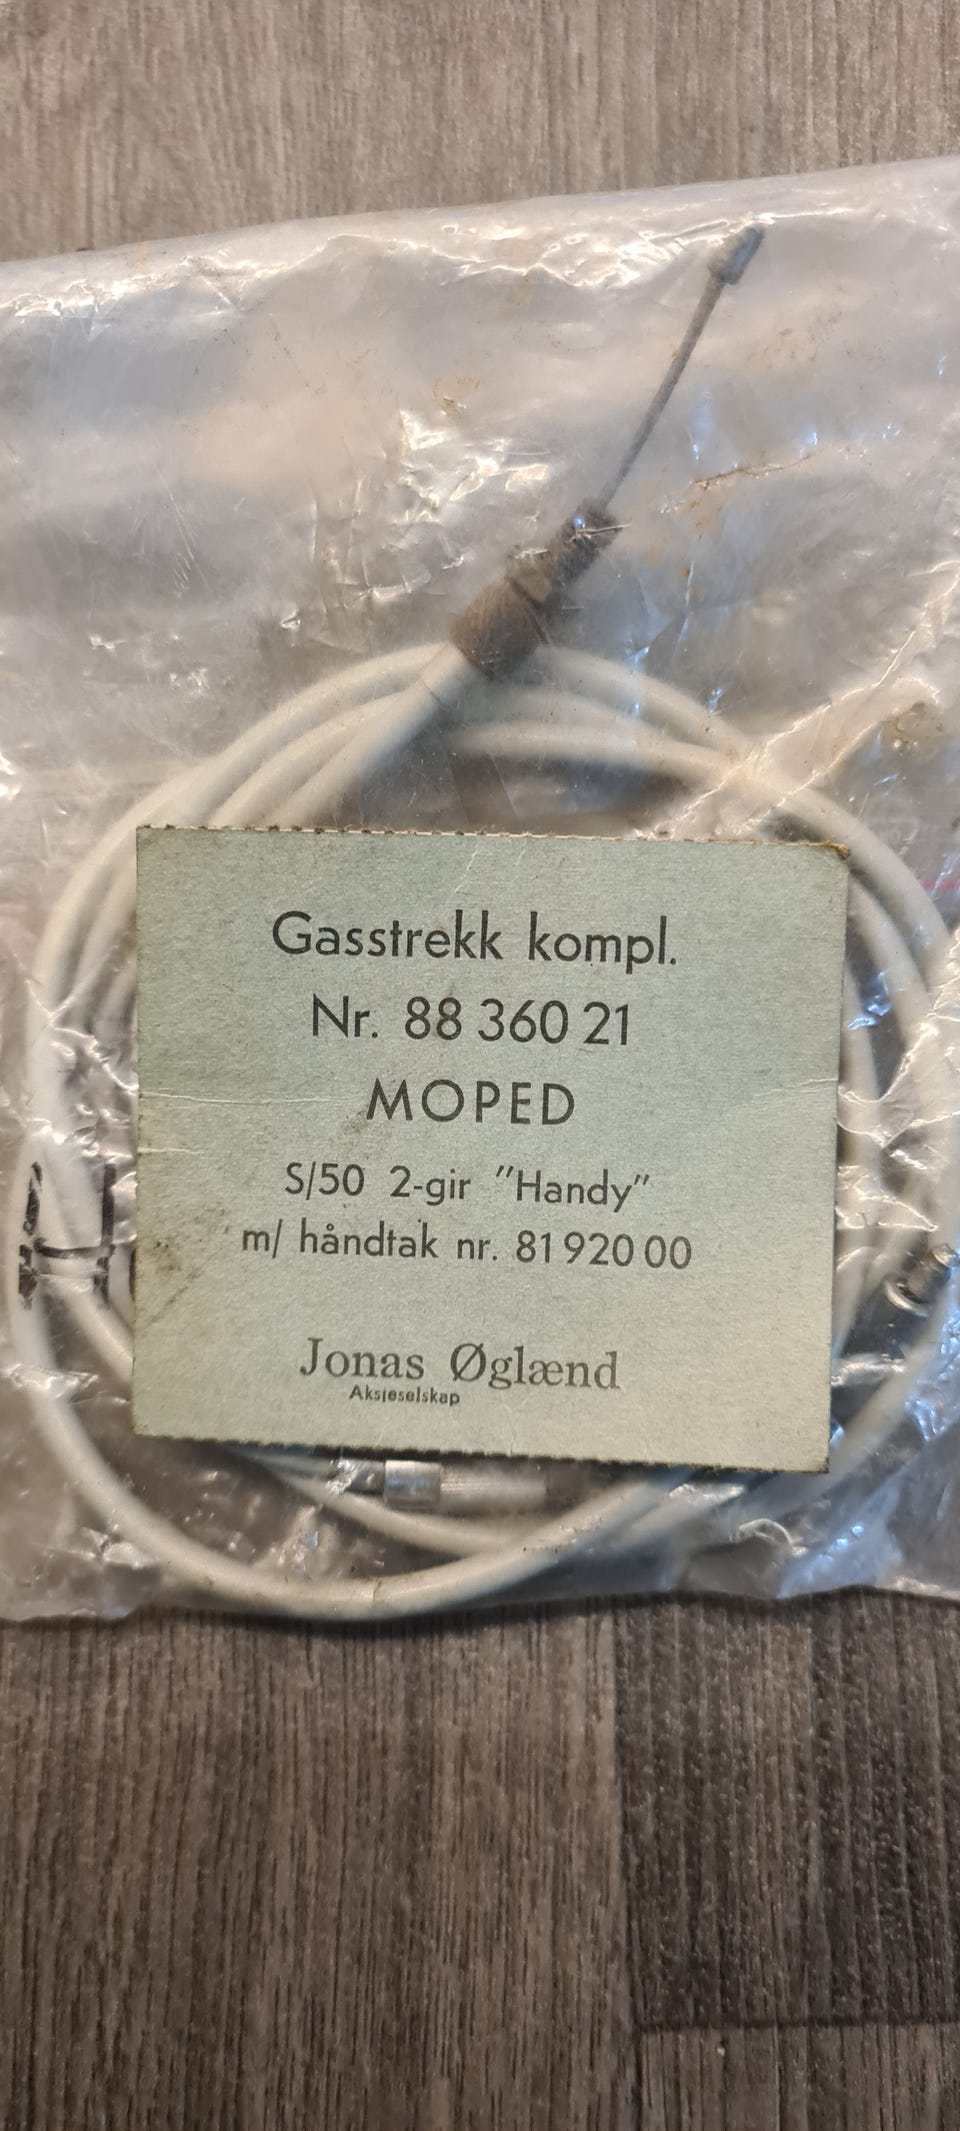 Gasstrekk kompl.
Nr. 88 360 21
MOPED
S/50 2-gir "Handy"
m/ håndtak nr. 81 920 00
Jonas Øglænd
Aksjeselskap